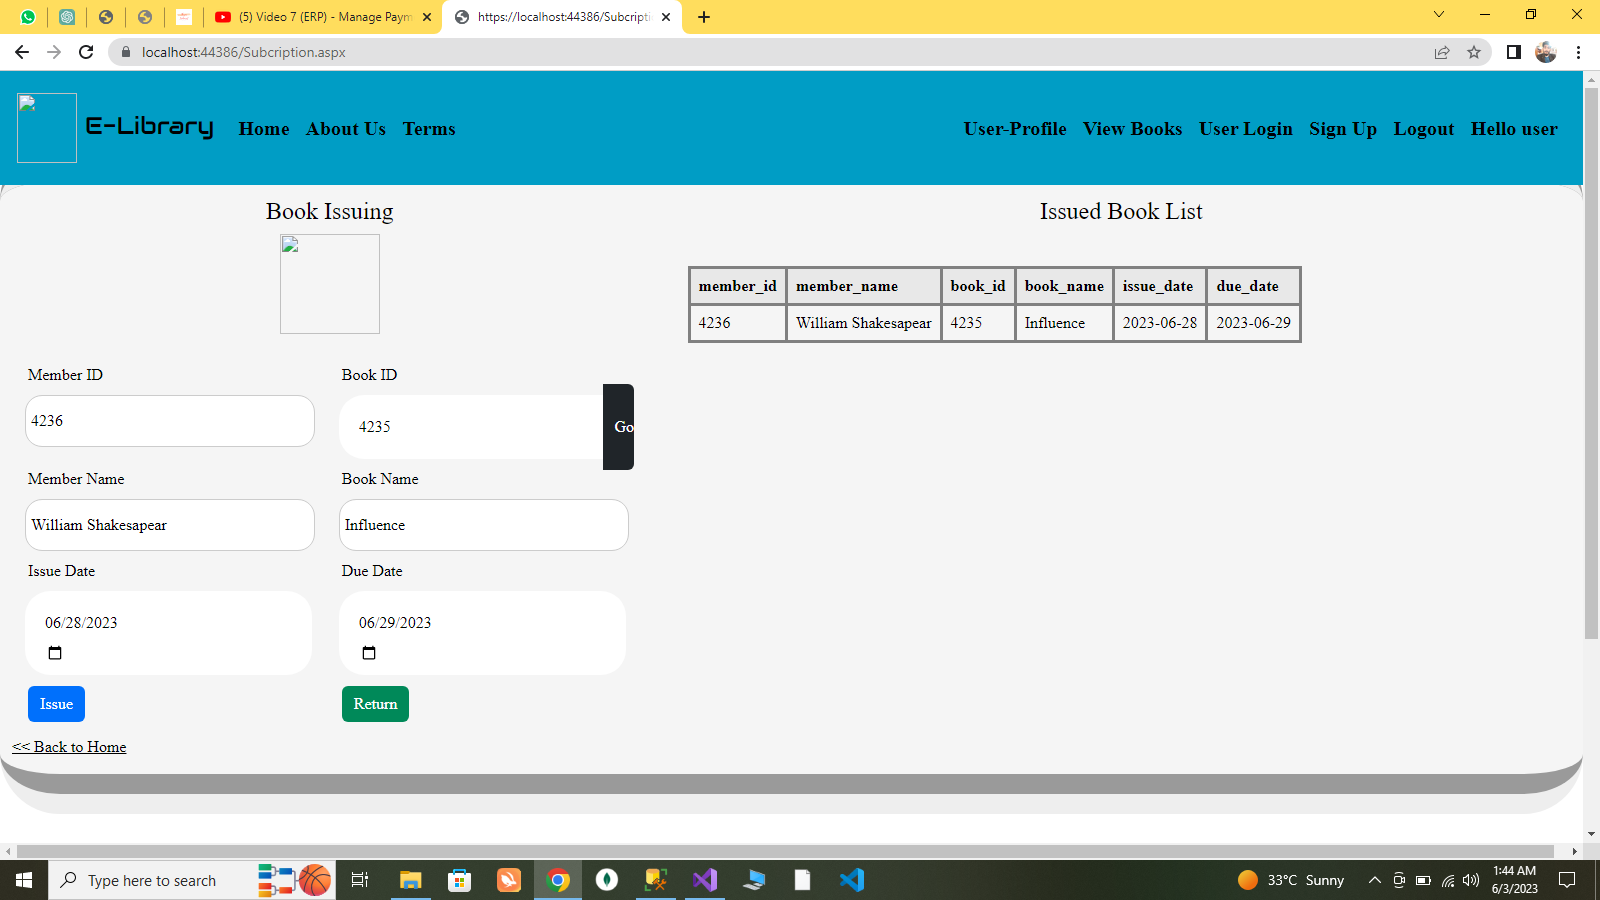 (5) Video 7 (ERP) - Manage Paym
https://localhost:44386/Subcripti
localhost:44386/Subcription.aspx
E-Library Home About Us Terms User-Profile View Books User Login Sign Up Logout Hello user
Book Issuing
Issued Book List
member_id member_name book_id book_name issue_date due_date
4236 William Shakesapear 4235 Influence 2023-06-28 2023-06-29
Member ID Book ID
4236 4235 Go
Member Name Book Name
William Shakesapear Influence
Issue Date Due Date
06/28/2023 06/29/2023
Issue Return
<< Back to Home
Type here to search 33°C Sunny 1:44 AM
6/3/2023